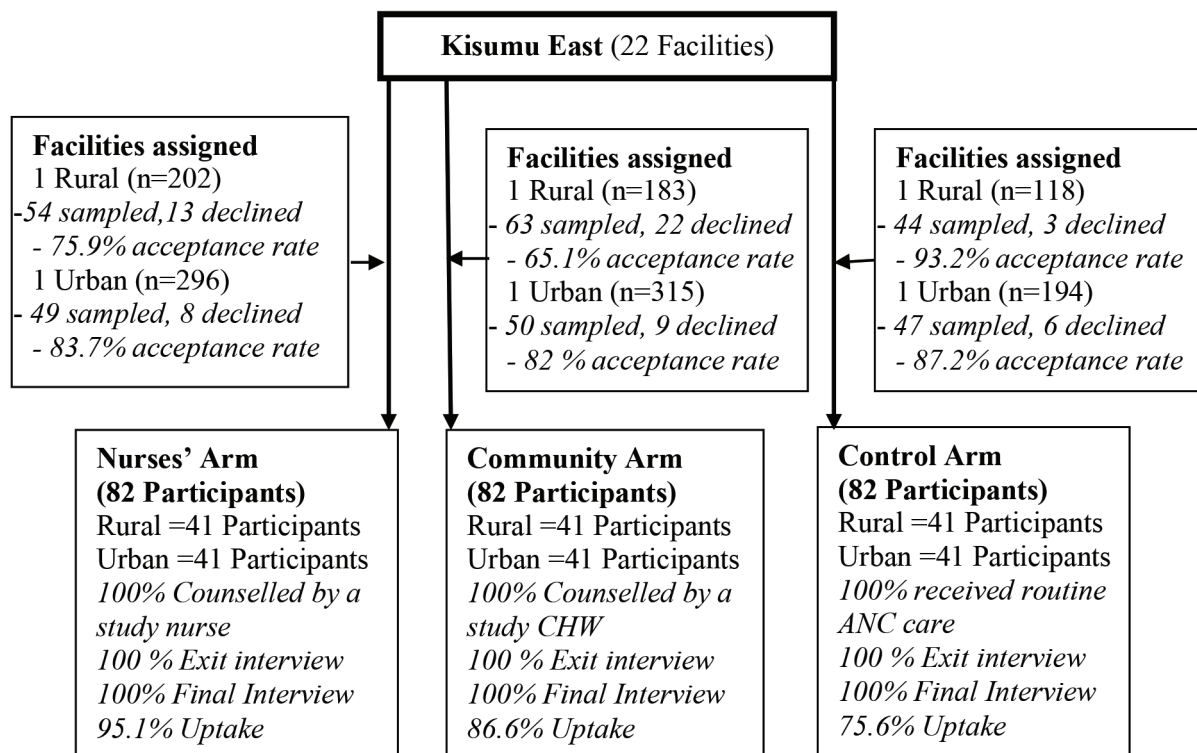 Kisumu East (22 Facilities)
Facilities assigned
1 Rural (n=202)
-54 sampled,13 declined
- 75.9% acceptance rate
1 Urban (n=296)
- 49 sampled, 8 declined
- 83.7% acceptance rate
Facilities assigned
1 Rural (n=183)
- 63 sampled, 22 declined
- 65.1% acceptance rate
1 Urban (n=315)
- 50 sampled, 9 declined
- 82 % acceptance rate
Facilities assigned
1 Rural (n=118)
- 44 sampled, 3 declined
- 93.2% acceptance rate
1 Urban (n=194)
- 47 sampled, 6 declined
- 87.2% acceptance rate
Nurses’ Arm
(82 Participants)
Rural =41 Participants
Urban =41 Participants
100% Counselled by a
study nurse
100 % Exit interview
100% Final Interview
95.1% Uptake
Community Arm
(82 Participants)
Rural =41 Participants
Urban =41 Participants
100% Counselled by a
study CHW
100 % Exit interview
100% Final Interview
86.6% Uptake
Control Arm
(82 Participants)
Rural =41 Participants
Urban =41 Participants
100% received routine
ANC care
100 % Exit interview
100% Final Interview
75.6% Uptake